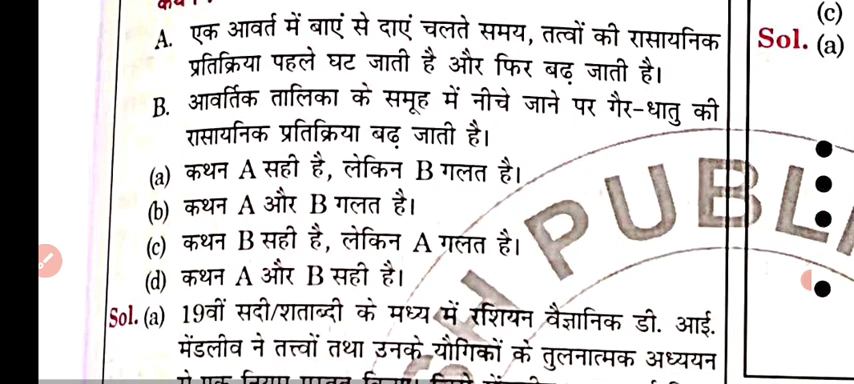 A. एक आवर्त में बाएं से दाएं चलते समय, तत्वों की रासायनिक
प्रतिक्रिया पहले घट जाती है और फिर बढ़ जाती है।
B. आवर्तिक तालिका के समूह में नीचे जाने पर गैर-धातु की
रासायनिक प्रतिक्रिया बढ़ जाती है।
(a) कथन A सही है, लेकिन B गलत है।
(b) कथन A और B गलत है।
(c) कथन B सही है, लेकिन A गलत है।
(d) कथन A और B सही है।
Sol. (a) 19वीं सदी/शताब्दी के मध्य में रशियन वैज्ञानिक डी. आई.
मेंडलीव ने तत्त्वों तथा उनके यौगिकों के तुलनात्मक अध्ययन
(c)
Sol. (a)
PUBLI